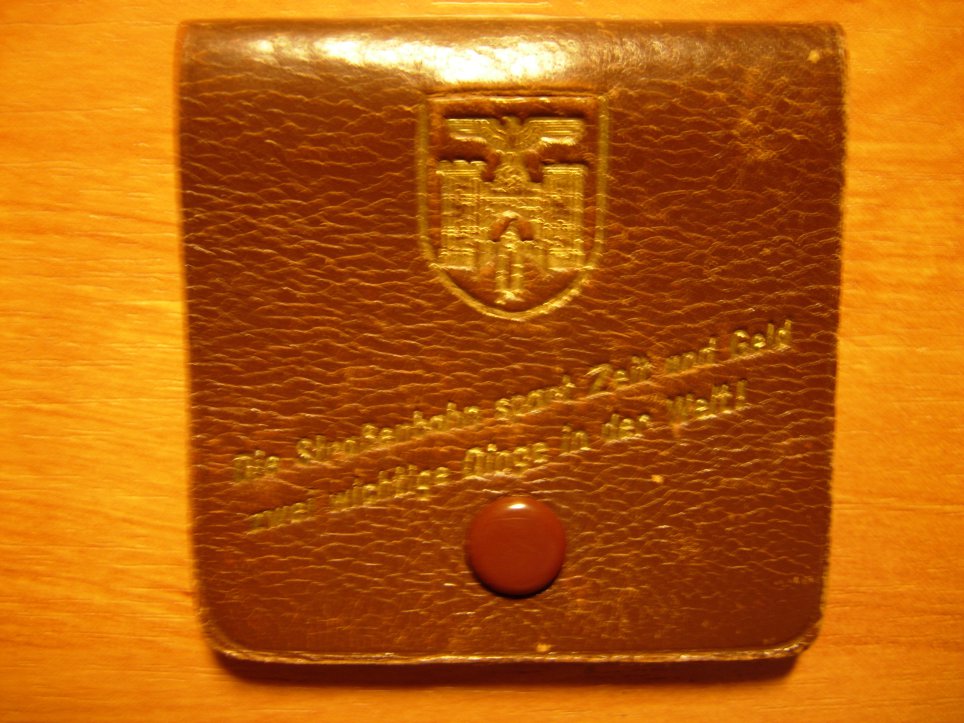 Die Straßenbahn spart Zeit und Geld
zwei wichtige Dinge in der Welt!